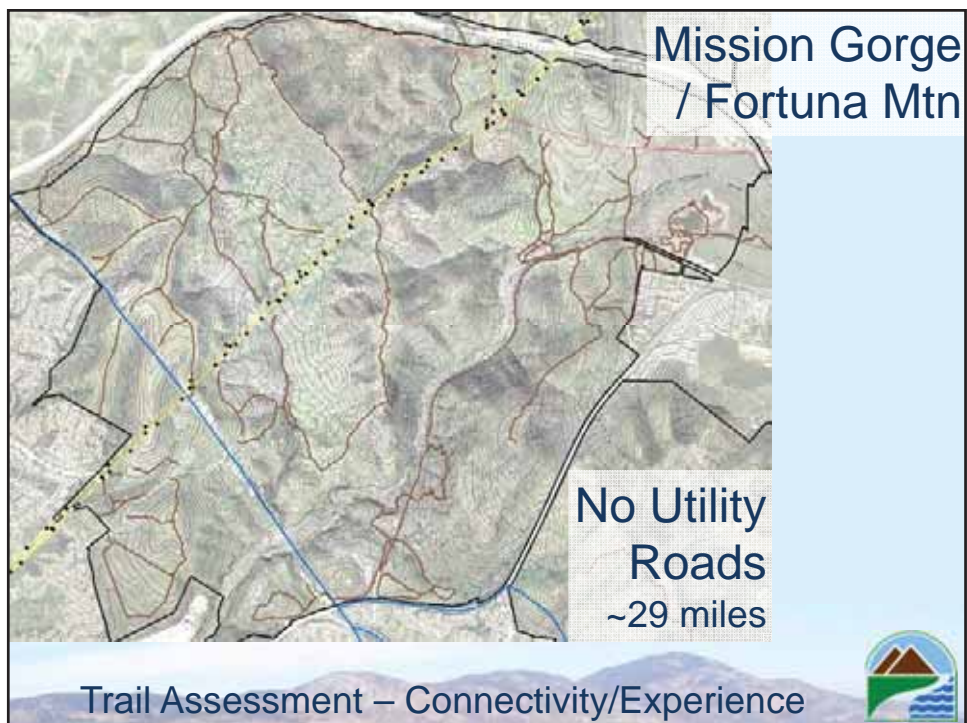 Mission Gorge
/ Fortuna Mtn
No Utility
Roads
~29 miles
Trail Assessment – Connectivity/Experience